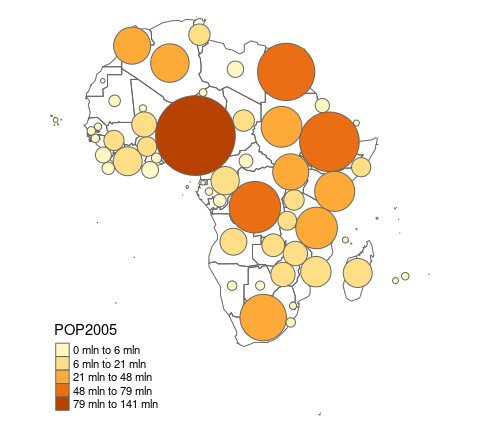 POP2005
0 mln to 6 mln
6 mln to 21 mln
21 mln to 48 mln
48 mln to 79 mln
79 mln to 141 mln